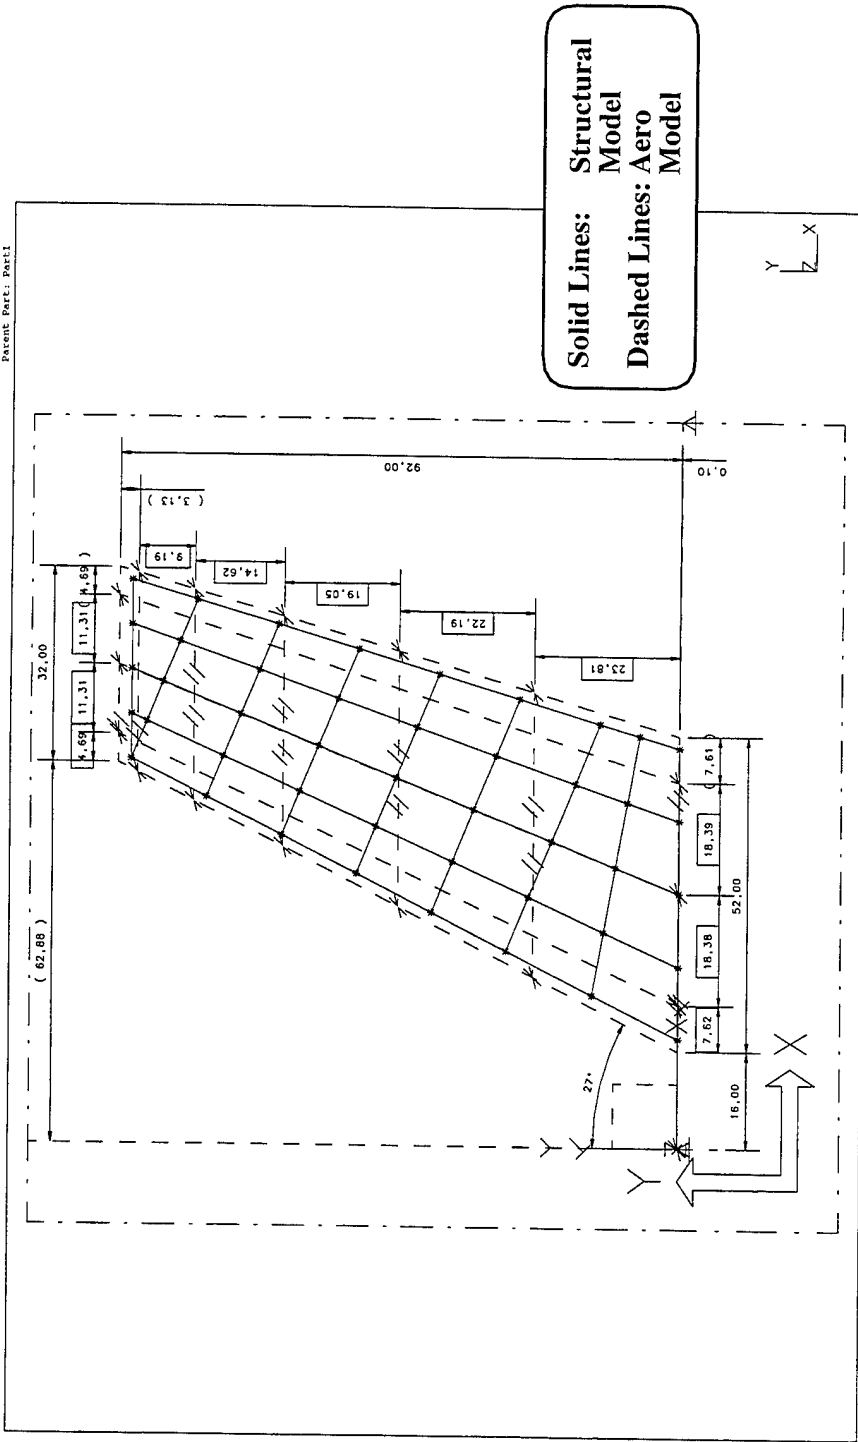 Parent Part: Part1
Solid Lines: Structural
Model
Dashed Lines: Aero
Model
Y
Z X
( 62,88 )
32,00
4,69
11,31
11,31
( 4,69 )
( 3,13 )
9,19
14,62
19,05
22,19
23,81
92,00
0,10
27°
Y
Y
X
16,00
7,62
18,38
18,39
( 7,61 )
52,00